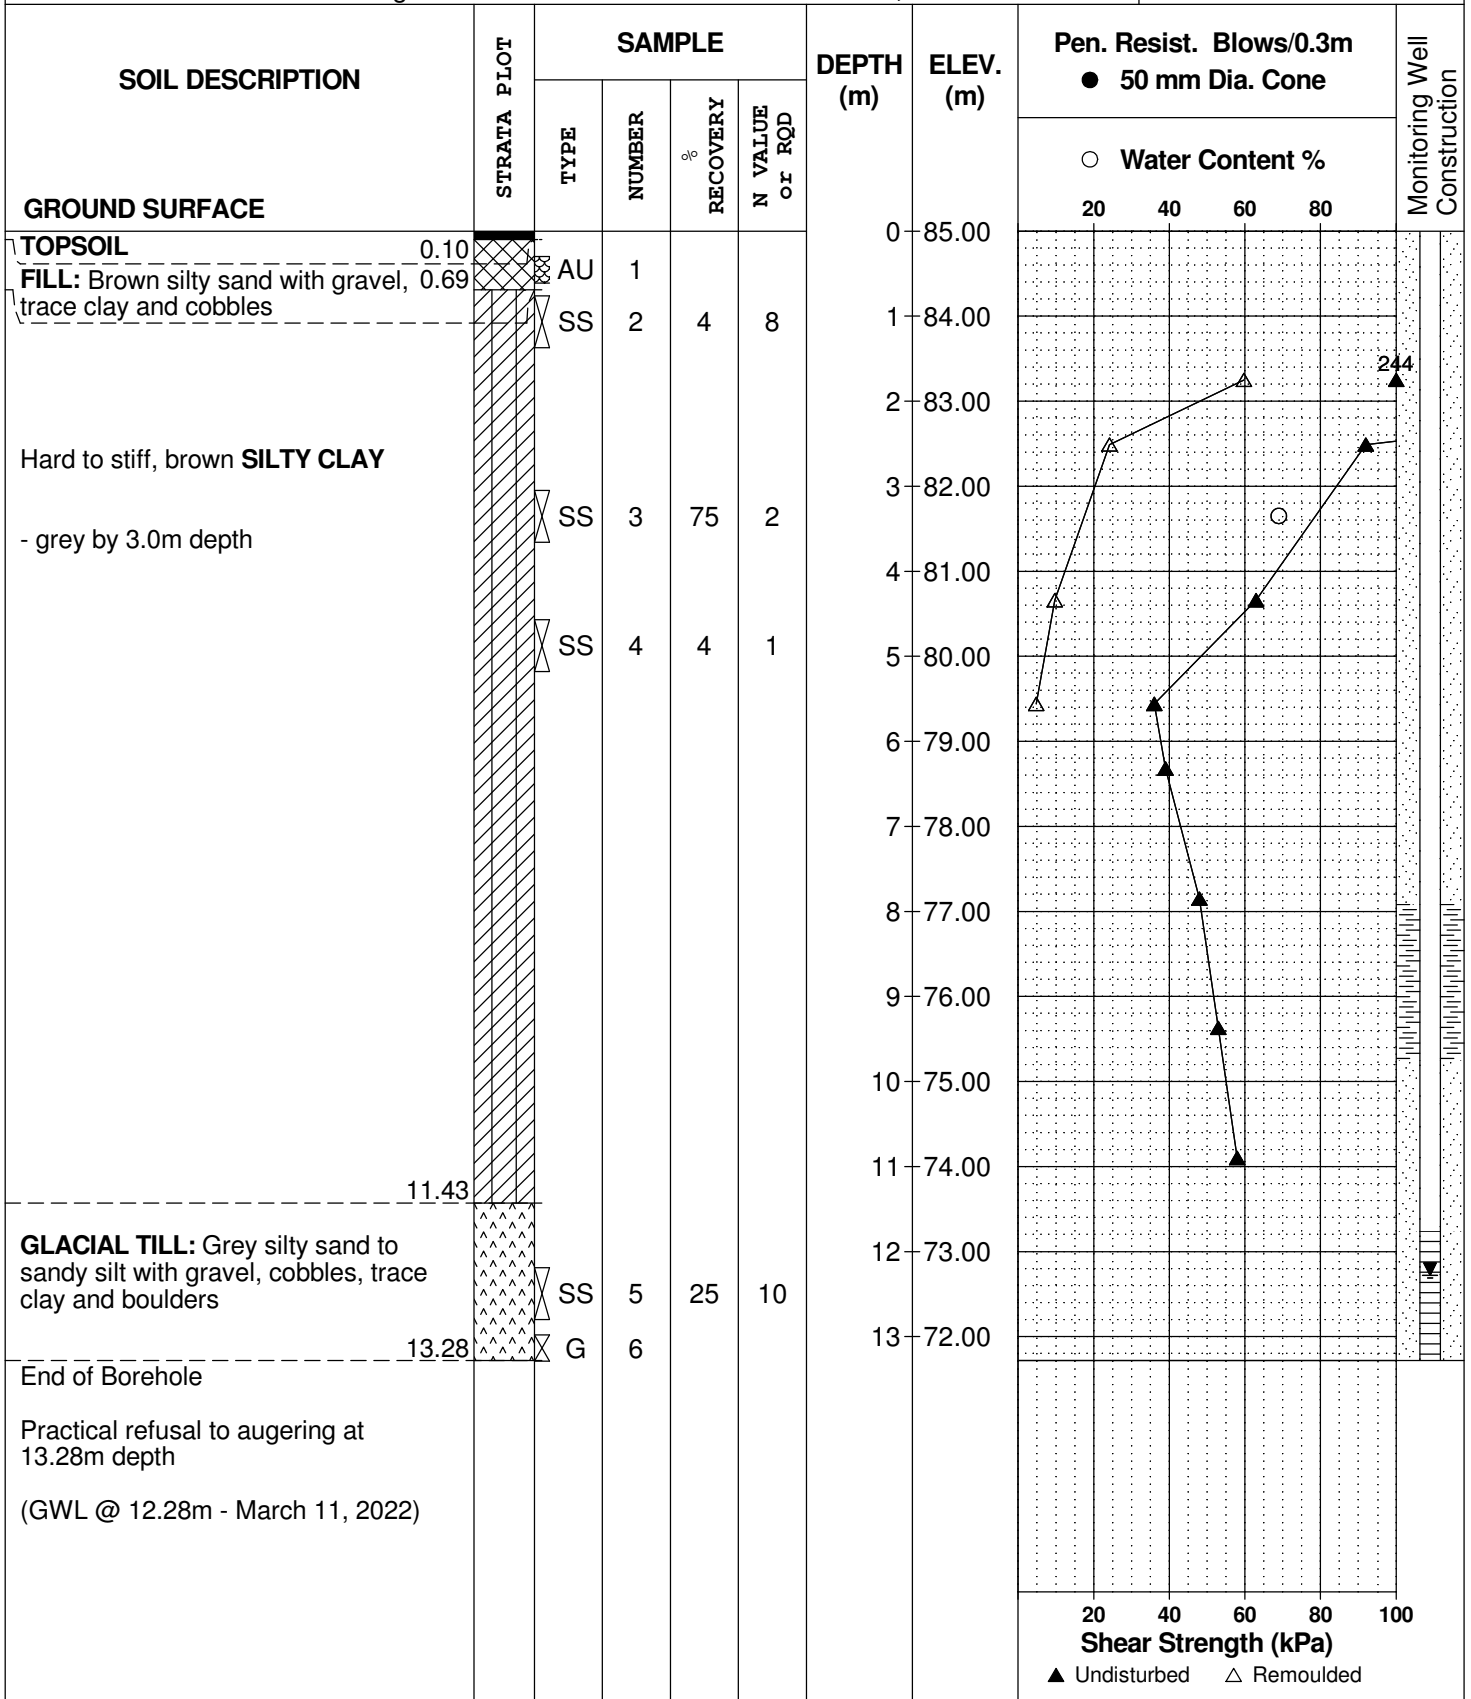 SOIL DESCRIPTION
GROUND SURFACE
STRATA PLOT
SAMPLE
TYPE
NUMBER
% RECOVERY
N VALUE or RQD
DEPTH (m)
ELEV. (m)
Pen. Resist. Blows/0.3m
● 50 mm Dia. Cone
○ Water Content %
20 40 60 80
Monitoring Well Construction
TOPSOIL 0.10
FILL: Brown silty sand with gravel, 0.69
trace clay and cobbles
AU 1
SS 2 4 8
Hard to stiff, brown SILTY CLAY
- grey by 3.0m depth
SS 3 75 2
SS 4 4 1
11.43
GLACIAL TILL: Grey silty sand to
sandy silt with gravel, cobbles, trace
clay and boulders
SS 5 25 10
13.28
G 6
End of Borehole
Practical refusal to augering at
13.28m depth
(GWL @ 12.28m - March 11, 2022)
0 85.00
1 84.00
2 83.00
3 82.00
4 81.00
5 80.00
6 79.00
7 78.00
8 77.00
9 76.00
10 75.00
11 74.00
12 73.00
13 72.00
244
20 40 60 80 100
Shear Strength (kPa)
▲ Undisturbed △ Remoulded